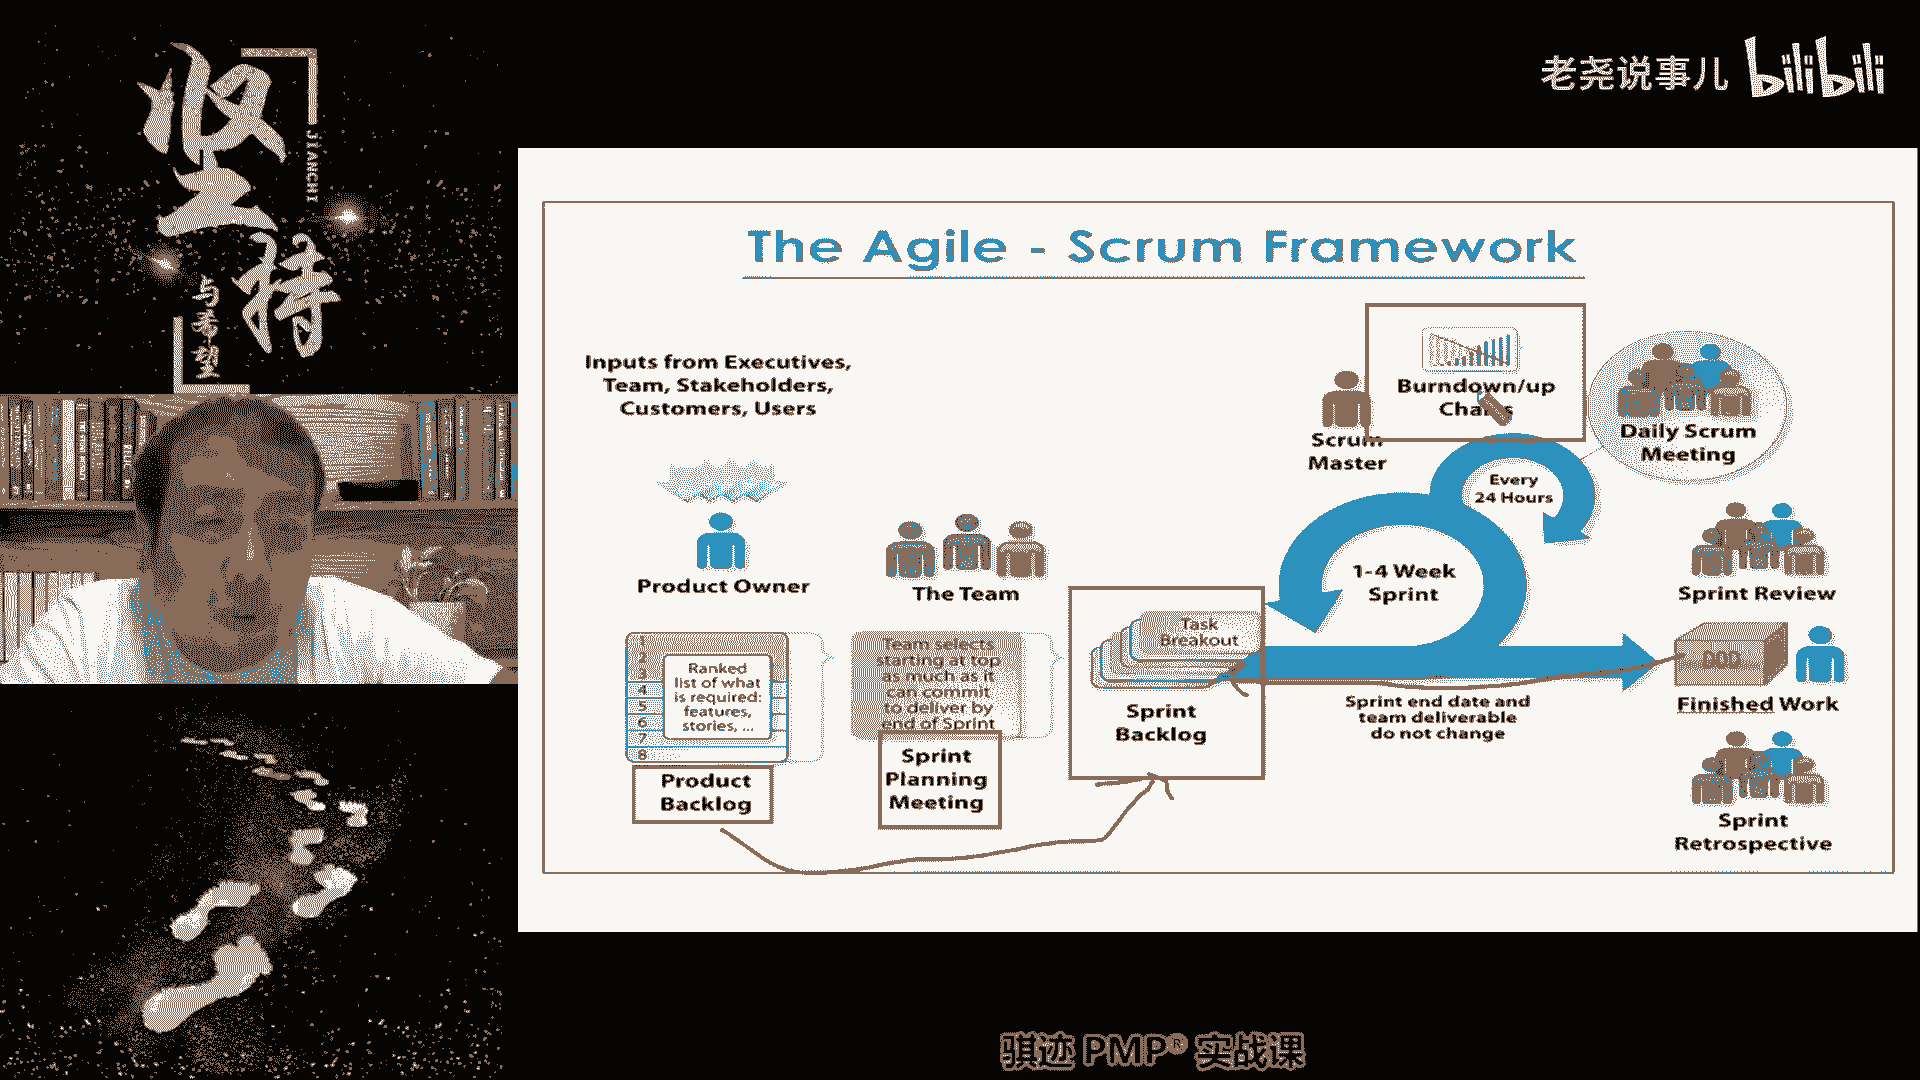 坚持
JIANCHI
与希望
老尧说事儿 bilibili
The Agile - Scrum Framework
Inputs from Executives,
Team, Stakeholders,
Customers, Users
Product Owner
The Team
1
2
3
4
5
6
7
8
Ranked
list of what
is required:
features,
stories, ...
Product
Backlog
Team selects
starting at top
as much as it
can commit
to deliver by
end of Sprint
Sprint
Planning
Meeting
Task
Breakout
Sprint
Backlog
Scrum
Master
Burndown/up
Charts
Every
24 Hours
1-4 Week
Sprint
Sprint end date and
team deliverable
do not change
Daily Scrum
Meeting
Sprint Review
DOD
Finished Work
Sprint
Retrospective
骐迹 PMP® 实战课